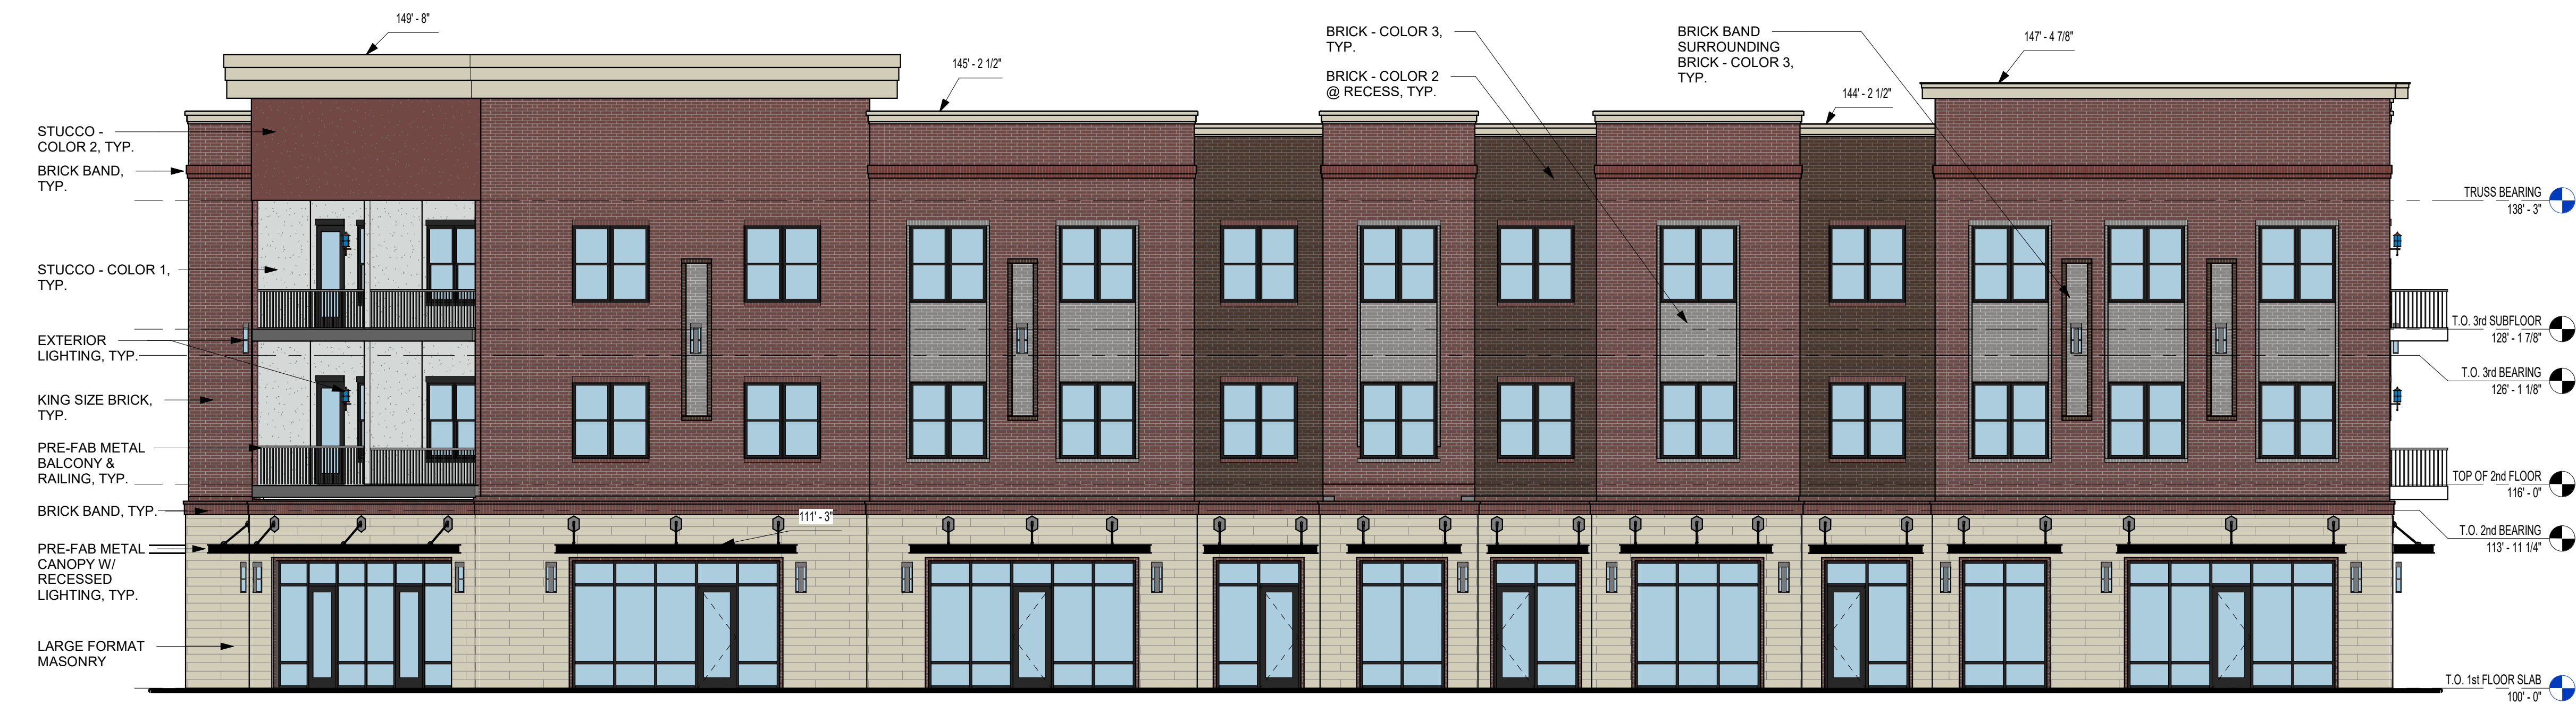 149' - 8"
145' - 2 1/2"
BRICK - COLOR 3,
TYP.
BRICK - COLOR 2
@ RECESS, TYP.
BRICK BAND
SURROUNDING
BRICK - COLOR 3,
TYP.
144' - 2 1/2"
147' - 4 7/8"
STUCCO -
COLOR 2, TYP.
BRICK BAND,
TYP.
STUCCO - COLOR 1,
TYP.
EXTERIOR
LIGHTING, TYP.
KING SIZE BRICK,
TYP.
PRE-FAB METAL
BALCONY &
RAILING, TYP.
BRICK BAND, TYP.
PRE-FAB METAL
CANOPY W/
RECESSED
LIGHTING, TYP.
LARGE FORMAT
MASONRY
111' - 3"
TRUSS BEARING
138' - 3"
T.O. 3rd SUBFLOOR
128' - 1 7/8"
T.O. 3rd BEARING
126' - 1 1/8"
TOP OF 2nd FLOOR
116' - 0"
T.O. 2nd BEARING
113' - 11 1/4"
T.O. 1st FLOOR SLAB
100' - 0"